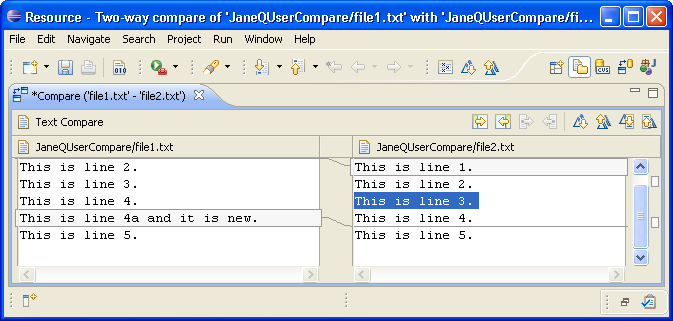 Resource - Two-way compare of 'JaneQUserCompare/file1.txt' with 'JaneQUserCompare/fi...
File Edit Navigate Search Project Run Window Help
010
CUS
*Compare ('file1.txt' - 'file2.txt')
Text Compare
JaneQUserCompare/file1.txt
This is line 2.
This is line 3.
This is line 4.
This is line 4a and it is new.
This is line 5.
JaneQUserCompare/file2.txt
This is line 1.
This is line 2.
This is line 3.
This is line 4.
This is line 5.